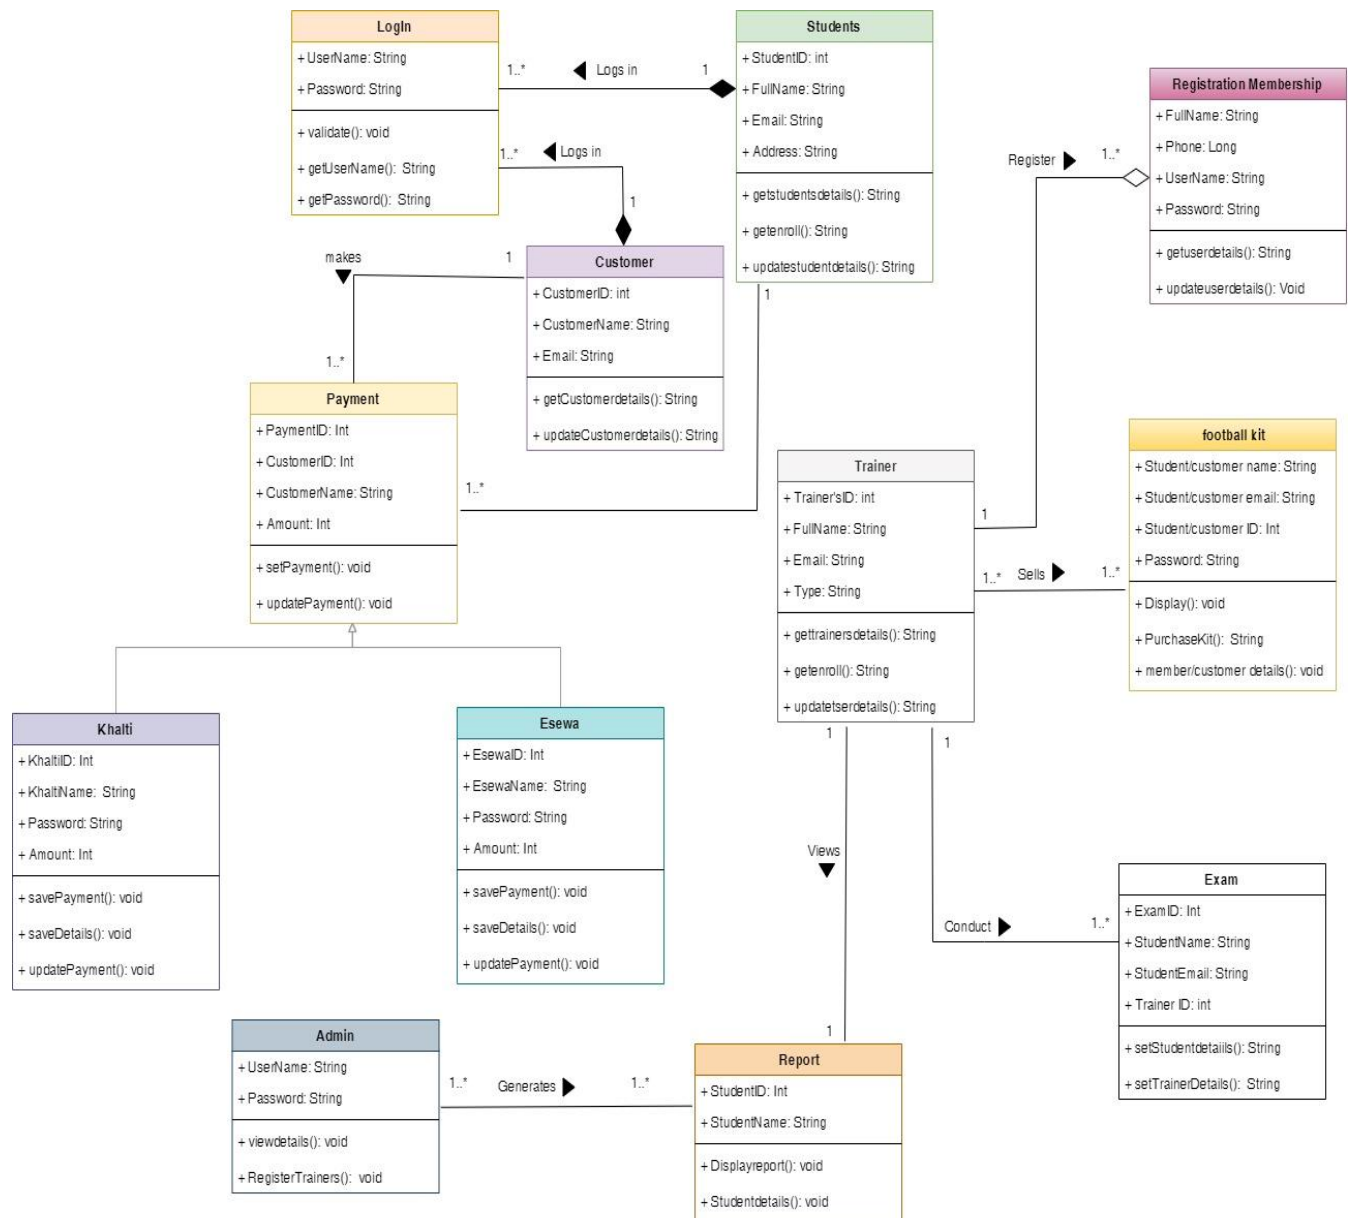 LogIn
+ UserName: String
+ Password: String
+ validate(): void
+ getUserName(): String
+ getPassword(): String
1..*
Logs in
1
Students
+ StudentID: int
+ FullName: String
+ Email: String
+ Address: String
+ getstudentsdetails(): String
+ getenroll(): String
+ updatestudentdetails(): String
1..*
Logs in
1
Registration Membership
+ FullName: String
+ Phone: Long
+ UserName: String
+ Password: String
+ getuserdetails(): String
+ updateuserdetails(): Void
Register
1..*
makes
1
1..*
Customer
+ CustomerID: int
+ CustomerName: String
+ Email: String
+ getCustomerdetails(): String
+ updateCustomerdetails(): String
1
Payment
+ PaymentID: Int
+ CustomerID: Int
+ CustomerName: String
+ Amount: Int
+ setPayment(): void
+ updatePayment(): void
1..*
Trainer
+ Trainer'sID: int
+ FullName: String
+ Email: String
+ Type: String
+ gettrainersdetails(): String
+ getenroll(): String
+ updatetserdetails(): String
1
1..*
Sells
1..*
football kit
+ Student/customer name: String
+ Student/customer email: String
+ Student/customer ID: Int
+ Password: String
+ Display(): void
+ PurchaseKit(): String
+ member/customer details(): void
Khalti
+ KhaltiID: Int
+ KhaltiName: String
+ Password: String
+ Amount: Int
+ savePayment(): void
+ saveDetails(): void
+ updatePayment(): void
Esewa
+ EsewaID: Int
+ EsewaName: String
+ Password: String
+ Amount: Int
+ savePayment(): void
+ saveDetails(): void
+ updatePayment(): void
1
1
Views
1
Conduct
1..*
Exam
+ ExamID: Int
+ StudentName: String
+ StudentEmail: String
+ Trainer ID: int
+ setStudentdetaiils(): String
+ setTrainerDetails(): String
Admin
+ UserName: String
+ Password: String
+ viewdetails(): void
+ RegisterTrainers(): void
1..*
Generates
1..*
Report
+ StudentID: Int
+ StudentName: String
+ Displayreport(): void
+ Studentdetails(): void